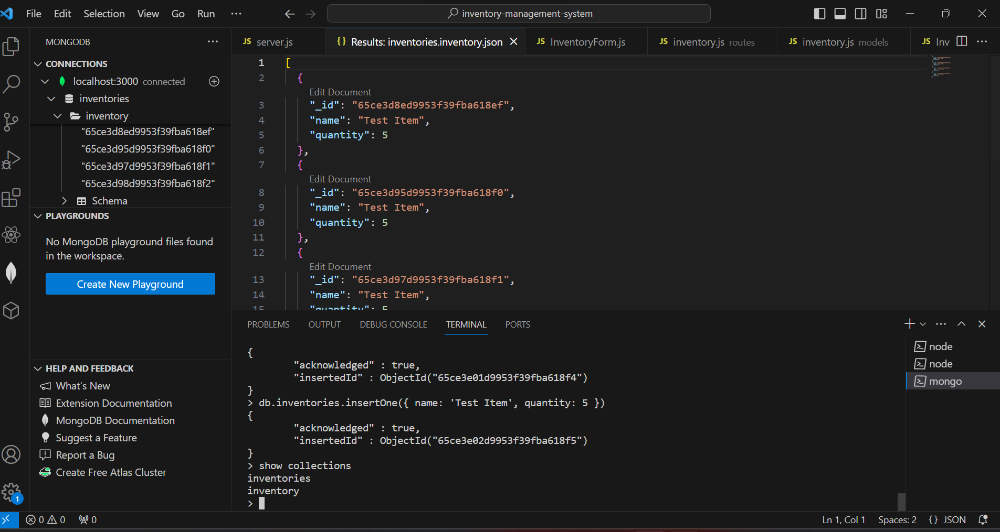 File Edit Selection View Go Run ···
inventory-management-system
MONGODB ···
CONNECTIONS
localhost:3000 connected
inventories
inventory
"65ce3d8ed9953f39fba618ef"
"65ce3d95d9953f39fba618f0"
"65ce3d97d9953f39fba618f1"
"65ce3d98d9953f39fba618f2"
Schema
PLAYGROUNDS
No MongoDB playground files found
in the workspace.
Create New Playground
HELP AND FEEDBACK
What's New
Extension Documentation
MongoDB Documentation
Suggest a Feature
Report a Bug
Create Free Atlas Cluster
1
JS server.js
{} Results: inventories.inventory.json
JS InventoryForm.js
JS inventory.js routes
JS inventory.js models
JS Inv
1 [
2 {
Edit Document
3 "_id": "65ce3d8ed9953f39fba618ef",
4 "name": "Test Item",
5 "quantity": 5
6 },
7 {
Edit Document
8 "_id": "65ce3d95d9953f39fba618f0",
9 "name": "Test Item",
10 "quantity": 5
11 },
12 {
Edit Document
13 "_id": "65ce3d97d9953f39fba618f1",
14 "name": "Test Item",
15 "quantity": 5
PROBLEMS OUTPUT DEBUG CONSOLE TERMINAL PORTS
{
"acknowledged" : true,
"insertedId" : ObjectId("65ce3e01d9953f39fba618f4")
}
> db.inventories.insertOne({ name: 'Test Item', quantity: 5 })
{
"acknowledged" : true,
"insertedId" : ObjectId("65ce3e02d9953f39fba618f5")
}
> show collections
inventories
inventory
>
node
node
mongo
0 0 0
Ln 1, Col 1 Spaces: 2 {} JSON